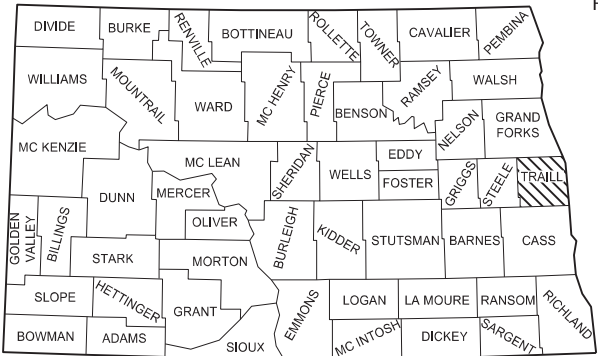 DIVIDE
BURKE
RENVILLE
BOTTINEAU
ROLLETTE
TOWNER
CAVALIER
PEMBINA
WILLIAMS
MOUNTRAIL
WARD
MC HENRY
PIERCE
BENSON
RAMSEY
WALSH
NELSON
GRAND
FORKS
MC KENZIE
MC LEAN
SHERIDAN
WELLS
EDDY
FOSTER
GRIGGS
STEELE
TRAILL
DUNN
MERCER
OLIVER
GOLDEN
VALLEY
BILLINGS
STARK
MORTON
BURLEIGH
KIDDER
STUTSMAN
BARNES
CASS
SLOPE
HETTINGER
GRANT
EMMONS
LOGAN
LA MOURE
RANSOM
RICHLAND
BOWMAN
ADAMS
SIOUX
MC INTOSH
DICKEY
SARGENT